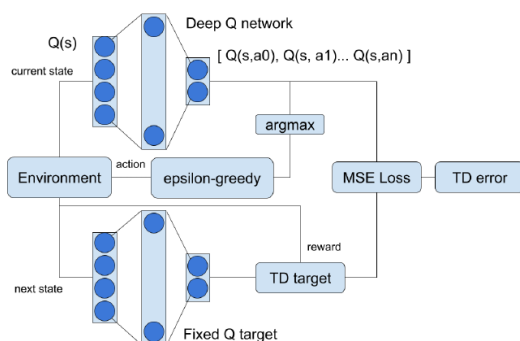 Deep Q network
Q(s)
[ Q(s,a0), Q(s, a1)... Q(s,an) ]
current state
argmax
action
Environment
epsilon-greedy
MSE Loss
TD error
reward
TD target
next state
Fixed Q target